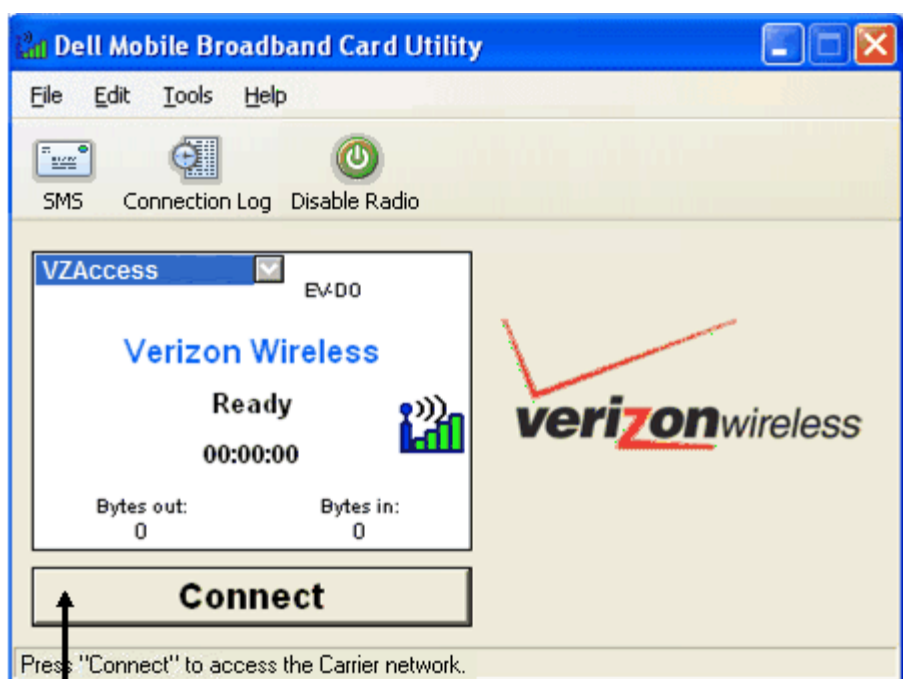 Dell Mobile Broadband Card Utility
File Edit Tools Help
SMS Connection Log Disable Radio
VZAccess
EV-DO
Verizon Wireless
Ready
00:00:00
Bytes out: Bytes in:
0 0
verizonwireless
Connect
Press "Connect" to access the Carrier network.